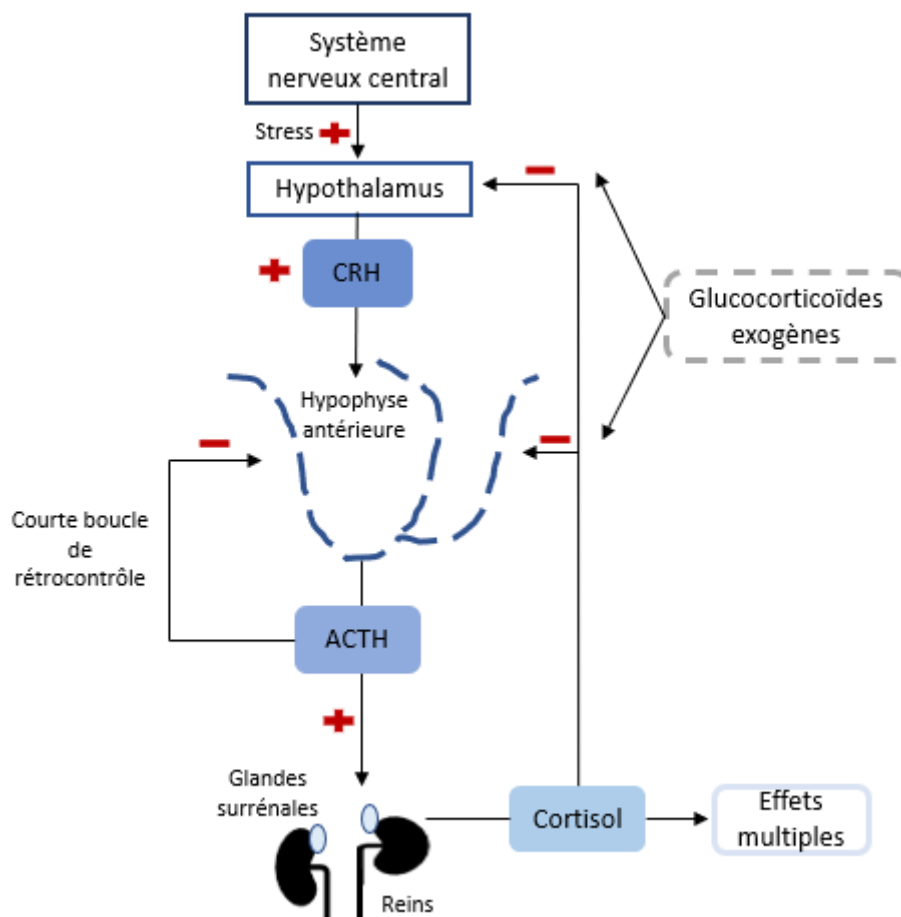 Système
nerveux central
Stress
Hypothalamus
CRH
Glucocorticoïdes
exogènes
Hypophyse
antérieure
Courte boucle
de
rétrocontrôle
ACTH
Glandes
surrénales
Cortisol
Effets
multiples
Reins